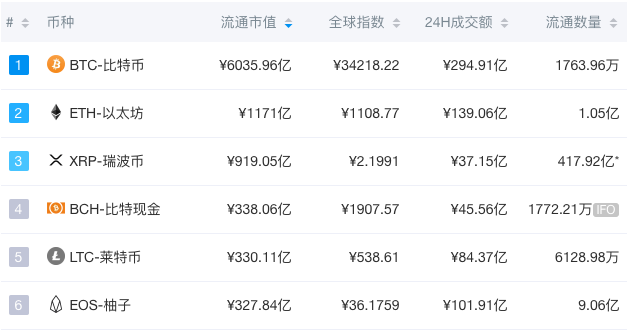 # 币种 流通市值 全球指数 24H成交额 流通数量
1 BTC-比特币 ¥6035.96亿 ¥34218.22 ¥294.91亿 1763.96万
2 ETH-以太坊 ¥1171亿 ¥1108.77 ¥139.06亿 1.05亿
3 XRP-瑞波币 ¥919.05亿 ¥2.1991 ¥37.15亿 417.92亿*
4 BCH-比特现金 ¥338.06亿 ¥1907.57 ¥45.56亿 1772.21万 IFO
5 LTC-莱特币 ¥330.11亿 ¥538.61 ¥84.37亿 6128.98万
6 EOS-柚子 ¥327.84亿 ¥36.1759 ¥101.91亿 9.06亿